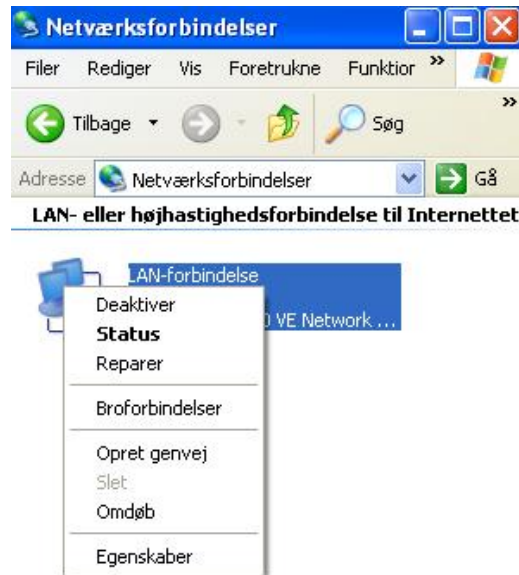 Netværksforbindelser
Filer Rediger Vis Foretrukne Funktior »
Tilbage Søg »
Adresse Netværksforbindelser Gå
LAN- eller højhastighedsforbindelse til Internettet
LAN-forbindelse
VE Network ...
Deaktiver
Status
Reparer
Broforbindelser
Opret genvej
Slet
Omdøb
Egenskaber